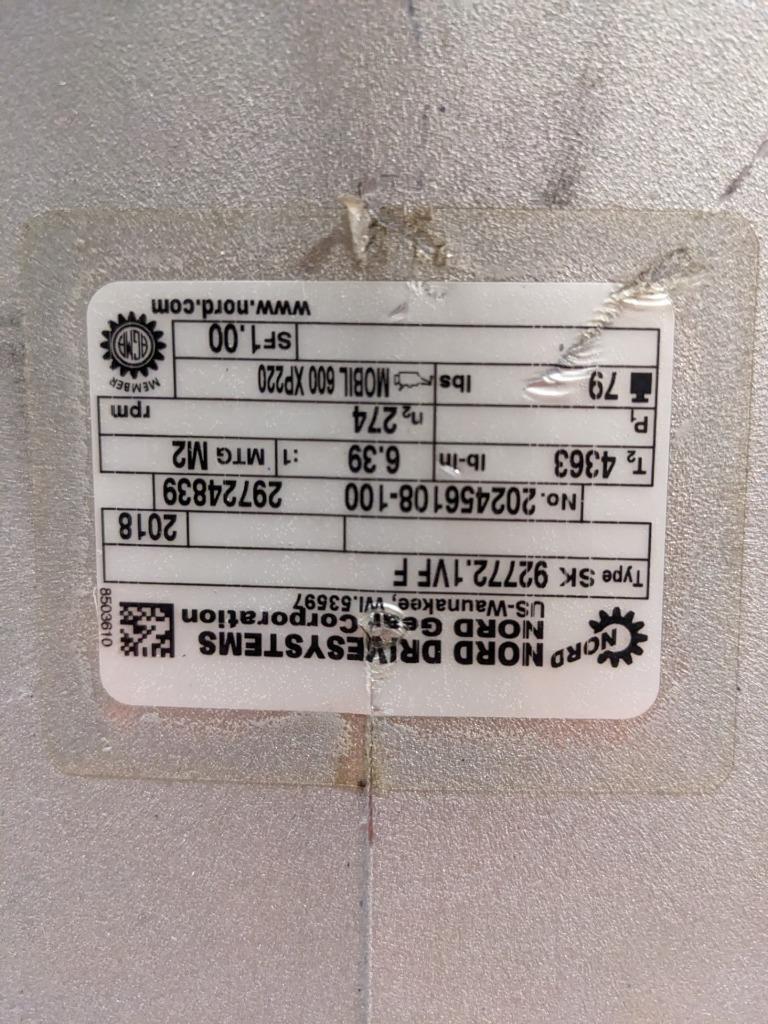 NORD NORD DRIVESYSTEMS
NORD Gear Corporation
US-Waunakee, WI.53597
8503610
Type SK 92772.1VF F
2018
No. 202456108-100 29724839
T2 4363 lb-in 6.39 :1 MTG M2
P1 n2 274 rpm
79 lbs MOBIL 600 XP220
SF1.00
MEMBER
AGMA
www.nord.com